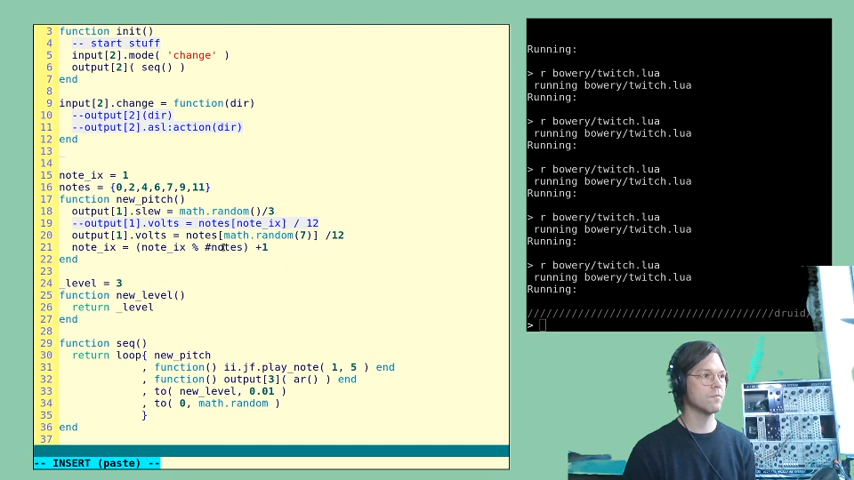 3 function init()
4   -- start stuff
5   input[2].mode( 'change' )
6   output[2]( seq() )
7 end
8
9 input[2].change = function(dir)
10   --output[2](dir)
11   --output[2].asl:action(dir)
12 end
13
14
15 note_ix = 1
16 notes = {0,2,4,6,7,9,11}
17 function new_pitch()
18   output[1].slew = math.random()/3
19   --output[1].volts = notes[note_ix] / 12
20   output[1].volts = notes[math.random(7)] /12
21   note_ix = (note_ix % #notes) +1
22 end
23
24 _level = 3
25 function new_level()
26   return _level
27 end
28
29 function seq()
30   return loop{ new_pitch
31              , function() ii.jf.play_note( 1, 5 ) end
32              , function() output[3]( ar() ) end
33              , to( new_level, 0.01 )
34              , to( 0, math.random )
35              }
36 end
37
-- INSERT (paste) --
Running:
> r bowery/twitch.lua
running bowery/twitch.lua
Running:
> r bowery/twitch.lua
running bowery/twitch.lua
Running:
> r bowery/twitch.lua
running bowery/twitch.lua
Running:
> r bowery/twitch.lua
running bowery/twitch.lua
Running:
> r bowery/twitch.lua
running bowery/twitch.lua
Running:
/////////////////////////////////////////druid/
>